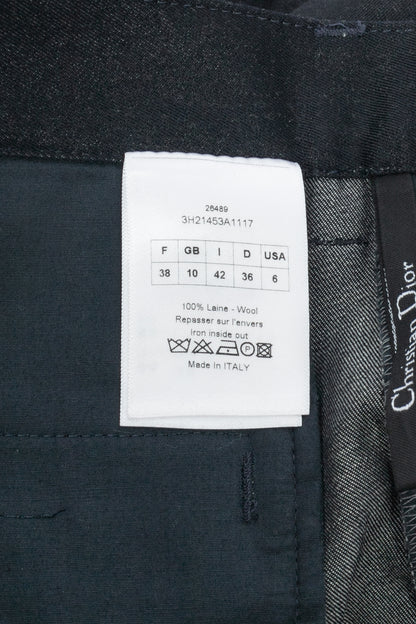 26489
3H21453A1117
F GB I D USA
38 10 42 36 6
100% Laine - Wool
Repasser sur l'envers
Iron inside out
P
Made in ITALY
Christian Dior